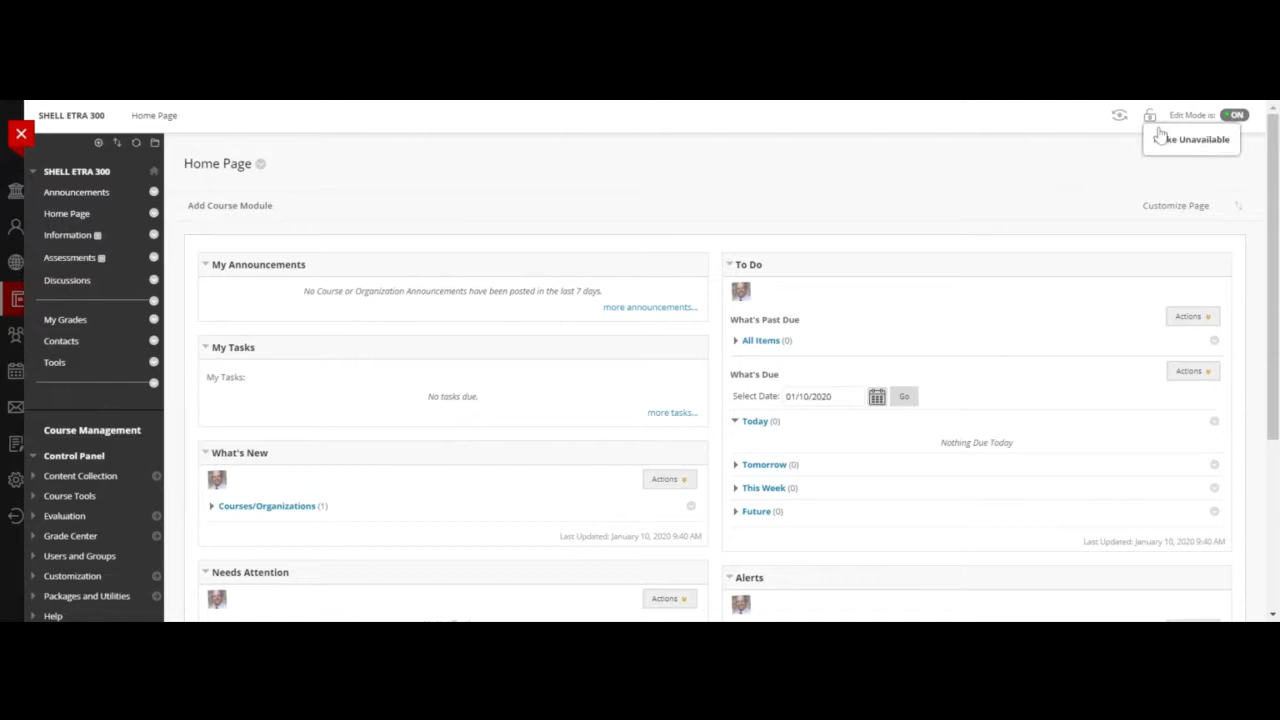 SHELL ETRA 300 Home Page Edit Mode is: ON
Unavailable
SHELL ETRA 300
Announcements
Home Page
Information
Assessments
Discussions
My Grades
Contacts
Tools
Course Management
Control Panel
Content Collection
Course Tools
Evaluation
Grade Center
Users and Groups
Customization
Packages and Utilities
Help
Home Page
Add Course Module Customize Page
My Announcements
No Course or Organization Announcements have been posted in the last 7 days.
more announcements...
My Tasks
My Tasks:
No tasks due.
more tasks...
What's New
Actions
Courses/Organizations (1)
Last Updated: January 10, 2020 9:40 AM
Needs Attention
Actions
To Do
What's Past Due
Actions
All Items (0)
What's Due
Actions
Select Date: 01/10/2020 Go
Today (0)
Nothing Due Today
Tomorrow (0)
This Week (0)
Future (0)
Last Updated: January 10, 2020 9:40 AM
Alerts